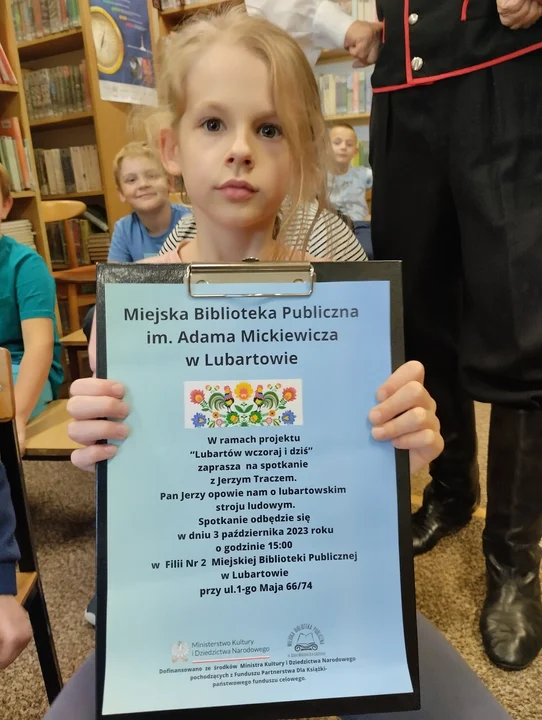 Miejska Biblioteka Publiczna
im. Adama Mickiewicza
w Lubartowie
W ramach projektu
“Lubartów wczoraj i dziś”
zaprasza na spotkanie
z Jerzym Traczem.
Pan Jerzy opowie nam o lubartowskim
stroju ludowym.
Spotkanie odbędzie się
w dniu 3 października 2023 roku
o godzinie 15:00
w Filii Nr 2 Miejskiej Biblioteki Publicznej
w Lubartowie
przy ul.1-go Maja 66/74
Ministerstwo Kultury
i Dziedzictwa Narodowego
MIEJSKA BIBLIOTEKA PUBLICZNA
Dofinansowano ze środków Ministra Kultury i Dziedzictwa Narodowego
pochodzących z Funduszu Partnerstwa Dla Książki-
państwowego funduszu celowego.